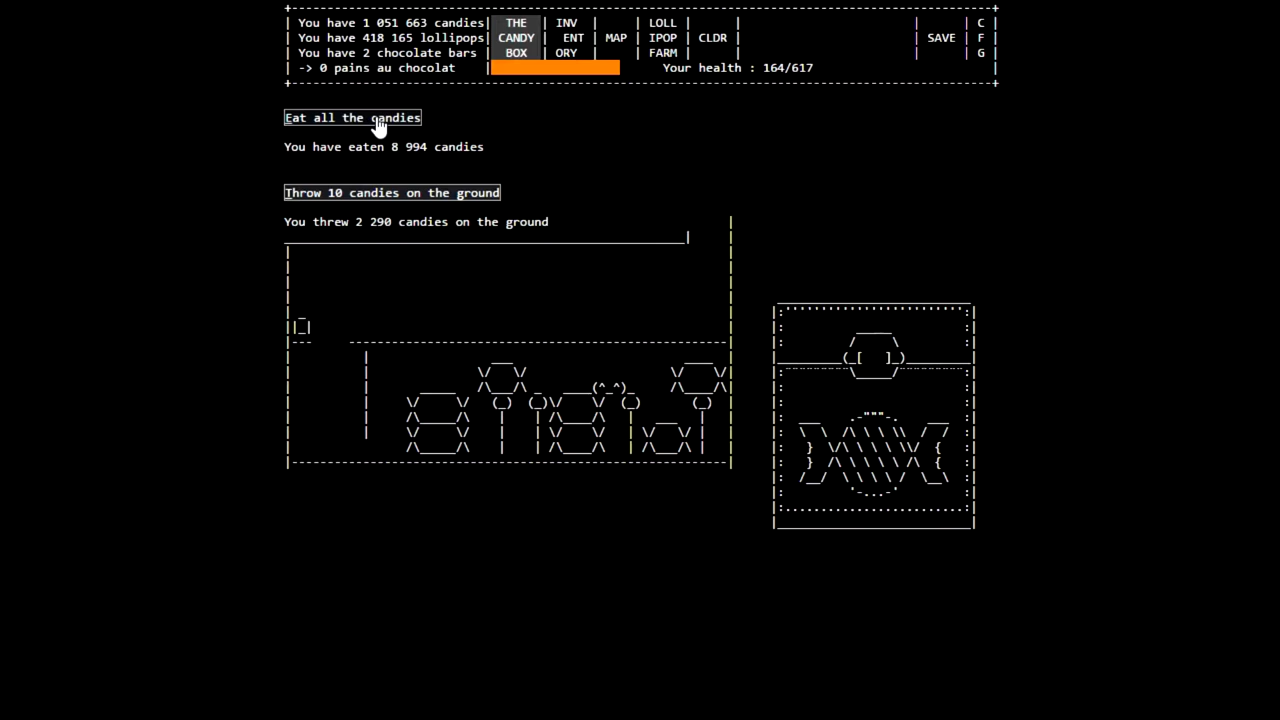 You have 1 051 663 candies
You have 418 165 lollipops
You have 2 chocolate bars
-> 0 pains au chocolat
THE
CANDY
BOX
INV
ENT
ORY
MAP
LOLL
IPOP
FARM
CLDR
SAVE
C
F
G
Your health : 164/617
Eat all the candies
You have eaten 8 994 candies
Throw 10 candies on the ground
You threw 2 290 candies on the ground